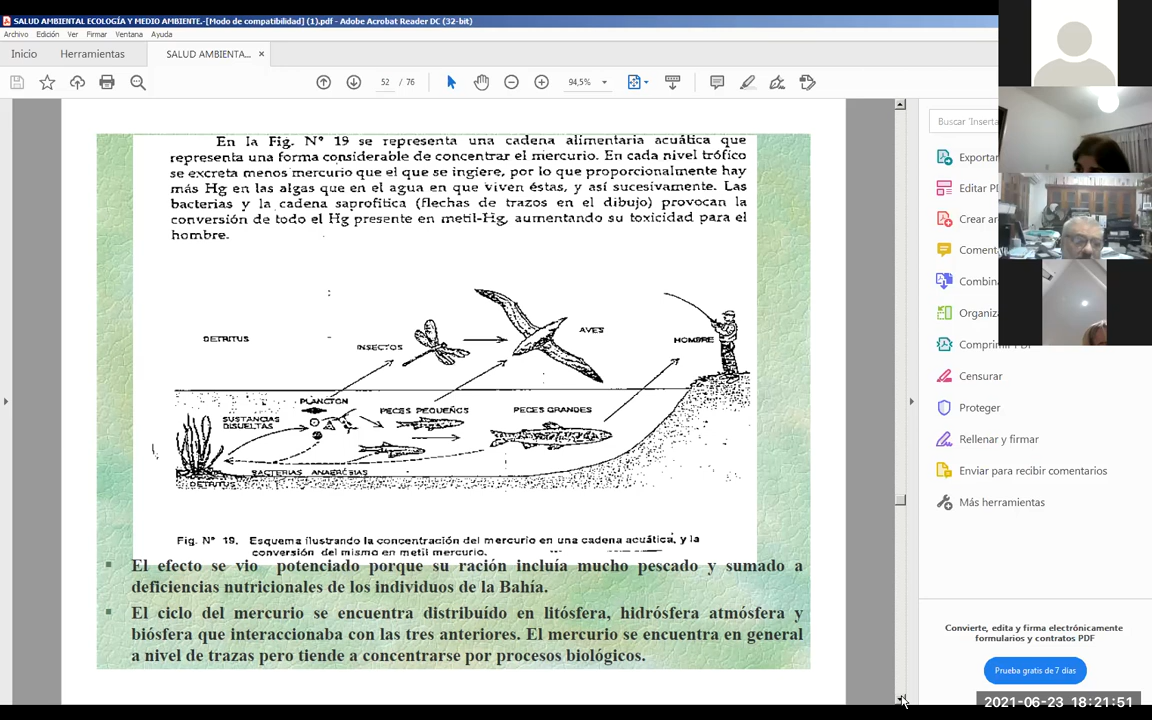 SALUD AMBIENTAL ECOLOGÍA Y MEDIO AMBIENTE.-[Modo de compatibilidad] (1).pdf - Adobe Acrobat Reader DC (32-bit)
Archivo Edición Ver Firmar Ventana Ayuda
Inicio Herramientas SALUD AMBIENTA... ×
52 / 76 94,5%
En la Fig. N° 19 se representa una cadena alimentaria acuática que
representa una forma considerable de concentrar el mercurio. En cada nivel trófico
se excreta menos mercurio que el que se ingiere, por lo que proporcionalmente hay
más Hg en las algas que en el agua en que viven éstas, y así sucesivamente. Las
bacterias y la cadena saprofítica (flechas de trazos en el dibujo) provocan la
conversión de todo el Hg presente en metil-Hg, aumentando su toxicidad para el
hombre.
DETRITUS
INSECTOS
AVES
HOMBRE
PLANCTON
SUSTANCIAS
DISUELTAS
PECES PEQUEÑOS
PECES GRANDES
BACTERIAS ANAEROBIAS
DETRITUS
Fig. N° 19. Esquema ilustrando la concentración del mercurio en una cadena acuática, y la
conversión del mismo en metil mercurio.
El efecto se vio potenciado porque su ración incluía mucho pescado y sumado a
deficiencias nutricionales de los individuos de la Bahía.
El ciclo del mercurio se encuentra distribuído en litósfera, hidrósfera atmósfera y
biósfera que interaccionaba con las tres anteriores. El mercurio se encuentra en general
a nivel de trazas pero tiende a concentrarse por procesos biológicos.
Buscar 'Inserta
Exportar
Editar PD
Crear ar
Comenta
Combina
Organiza
Comprimir PDF
Censurar
Proteger
Rellenar y firmar
Enviar para recibir comentarios
Más herramientas
Convierte, edita y firma electrónicamente
formularios y contratos PDF
Prueba gratis de 7 días
2021-06-23 18:21:51